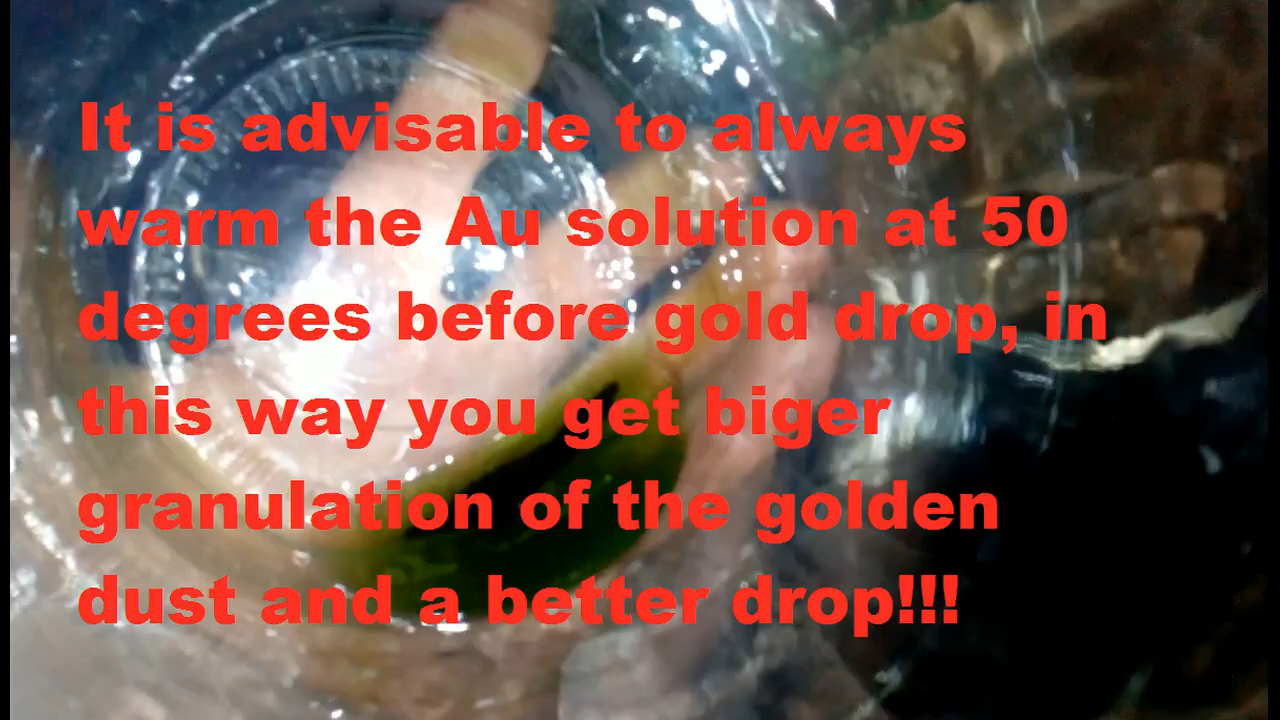 It is advisable to always
warm the Au solution at 50
degrees before gold drop, in
this way you get biger
granulation of the golden
dust and a better drop!!!